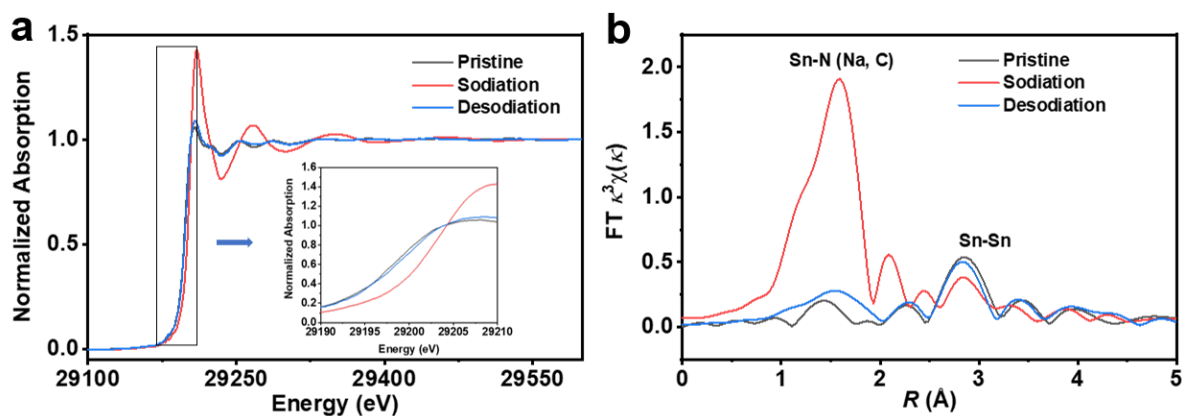 a
1.5
1.0
0.5
0.0
Normalized Absorption
Pristine
Sodiation
Desodiation
1.6
1.4
1.2
1.0
0.8
0.6
0.4
0.2
0.0
Normalized Absorption
29190 29195 29200 29205 29210
Energy (eV)
29100 29250 29400 29550
Energy (eV)
b
2.0
1.5
1.0
0.5
0.0
FT κ³χ(κ)
Sn-N (Na, C)
Pristine
Sodiation
Desodiation
Sn-Sn
0 1 2 3 4 5
R (Å)